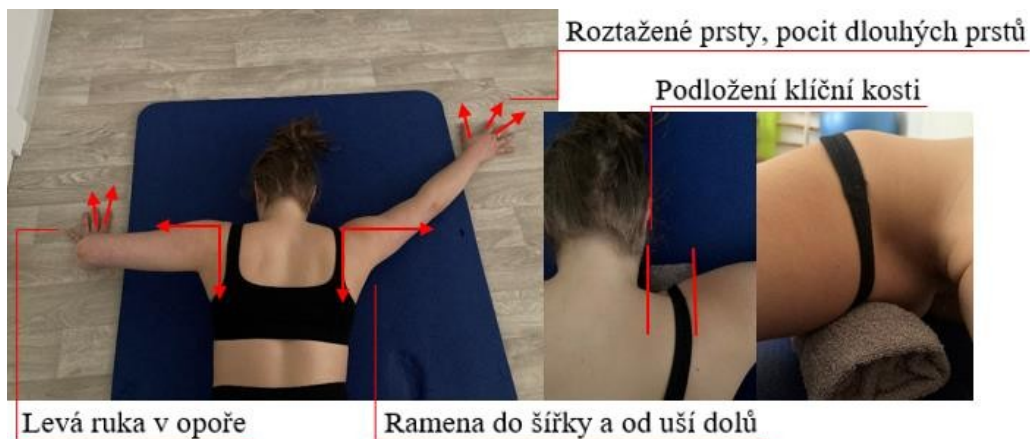 Roztažené prsty, pocit dlouhých prstů
Podložení klíční kosti
Levá ruka v opoře
Ramena do šířky a od uší dolů